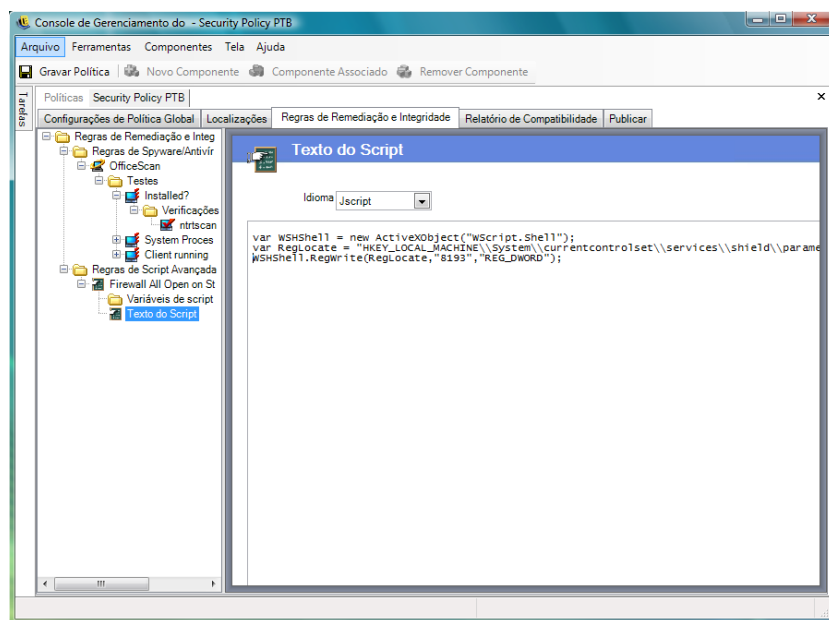 Console de Gerenciamento do - Security Policy PTB
Arquivo Ferramentas Componentes Tela Ajuda
Gravar Política Novo Componente Componente Associado Remover Componente
Tarefas
Políticas Security Policy PTB
Configurações de Política Global Localizações Regras de Remediação e Integridade Relatório de Compatibilidade Publicar
Regras de Remediação e Integ
Regras de Spyware/Antivír
OfficeScan
Testes
Installed?
Verificações
ntrtscan
System Proces
Client running
Regras de Script Avançada
Firewall All Open on St
Variáveis de script
Texto do Script
Texto do Script
Idioma Jscript
var WSHShell = new ActiveXObject("WScript.Shell");
var RegLocate = "HKEY_LOCAL_MACHINE\\System\\currentcontrolset\\services\\shield\\parame
WSHShell.RegWrite(RegLocate,"8193","REG_DWORD");